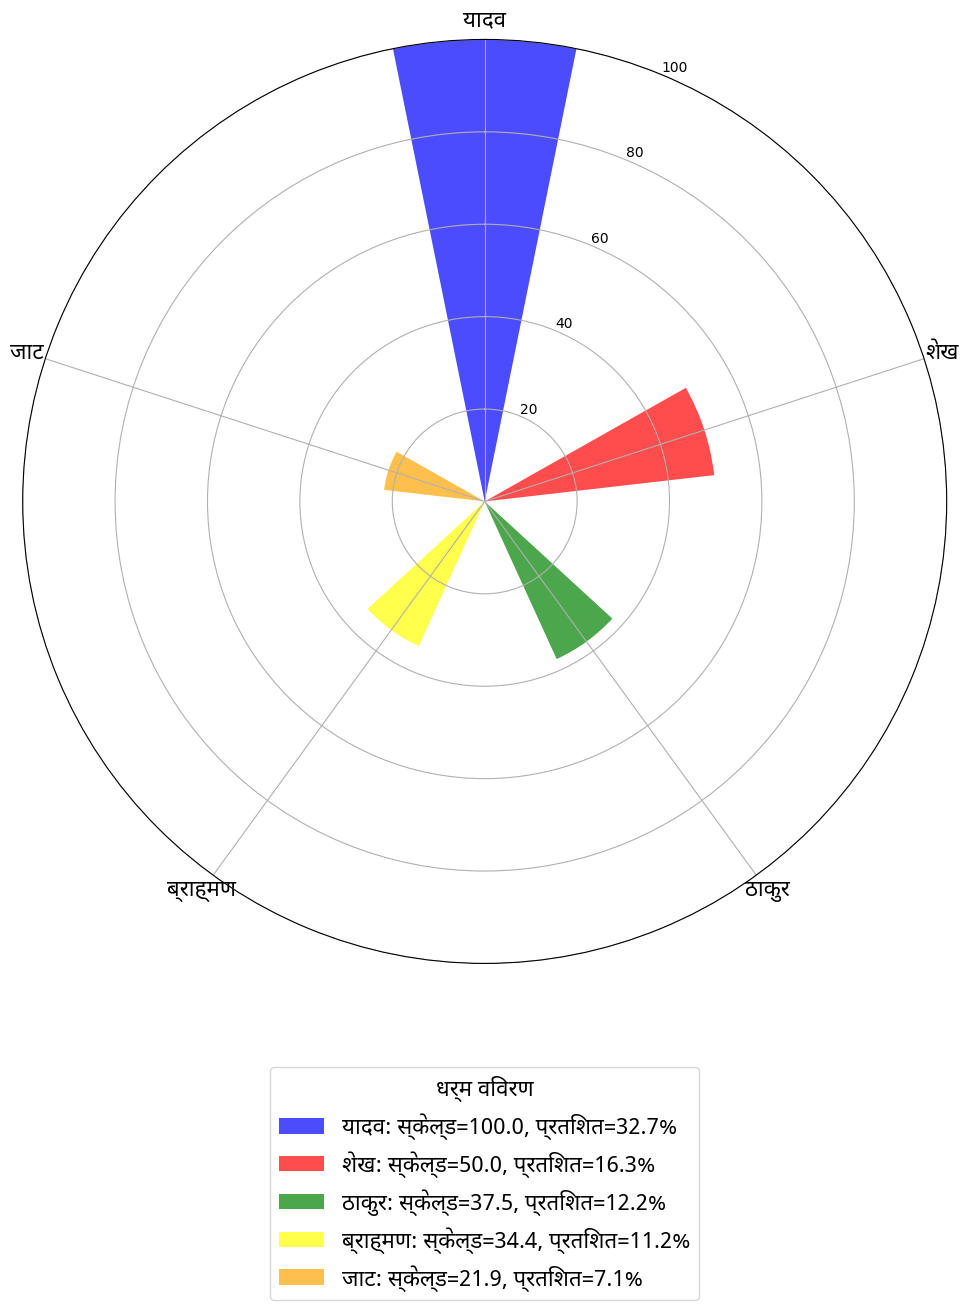 यादव
100
80
60
जाट
40
शेख
20
ब्राह्मण
ठाकुर
धर्म विवरण
यादव: स्केल्ड=100.0, प्रतिशत=32.7%
शेख: स्केल्ड=50.0, प्रतिशत=16.3%
ठाकुर: स्केल्ड=37.5, प्रतिशत=12.2%
ब्राह्मण: स्केल्ड=34.4, प्रतिशत=11.2%
जाट: स्केल्ड=21.9, प्रतिशत=7.1%